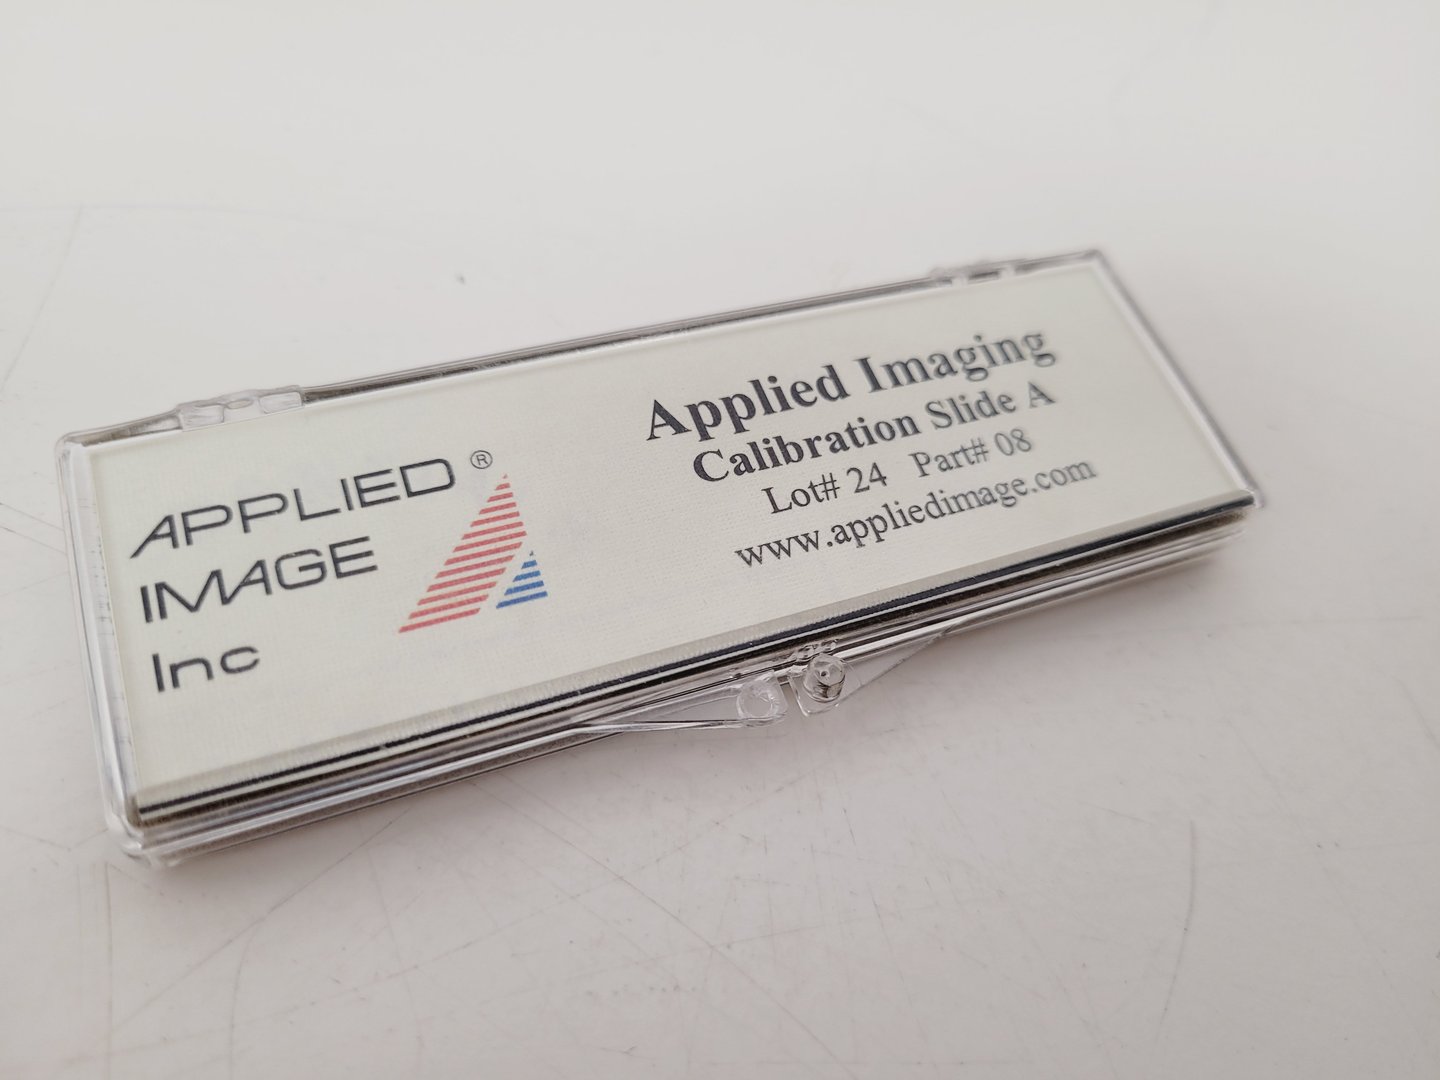 APPLIED ®
IMAGE
Inc
Applied Imaging
Calibration Slide A
Lot# 24 Part# 08
www.appliedimage.com